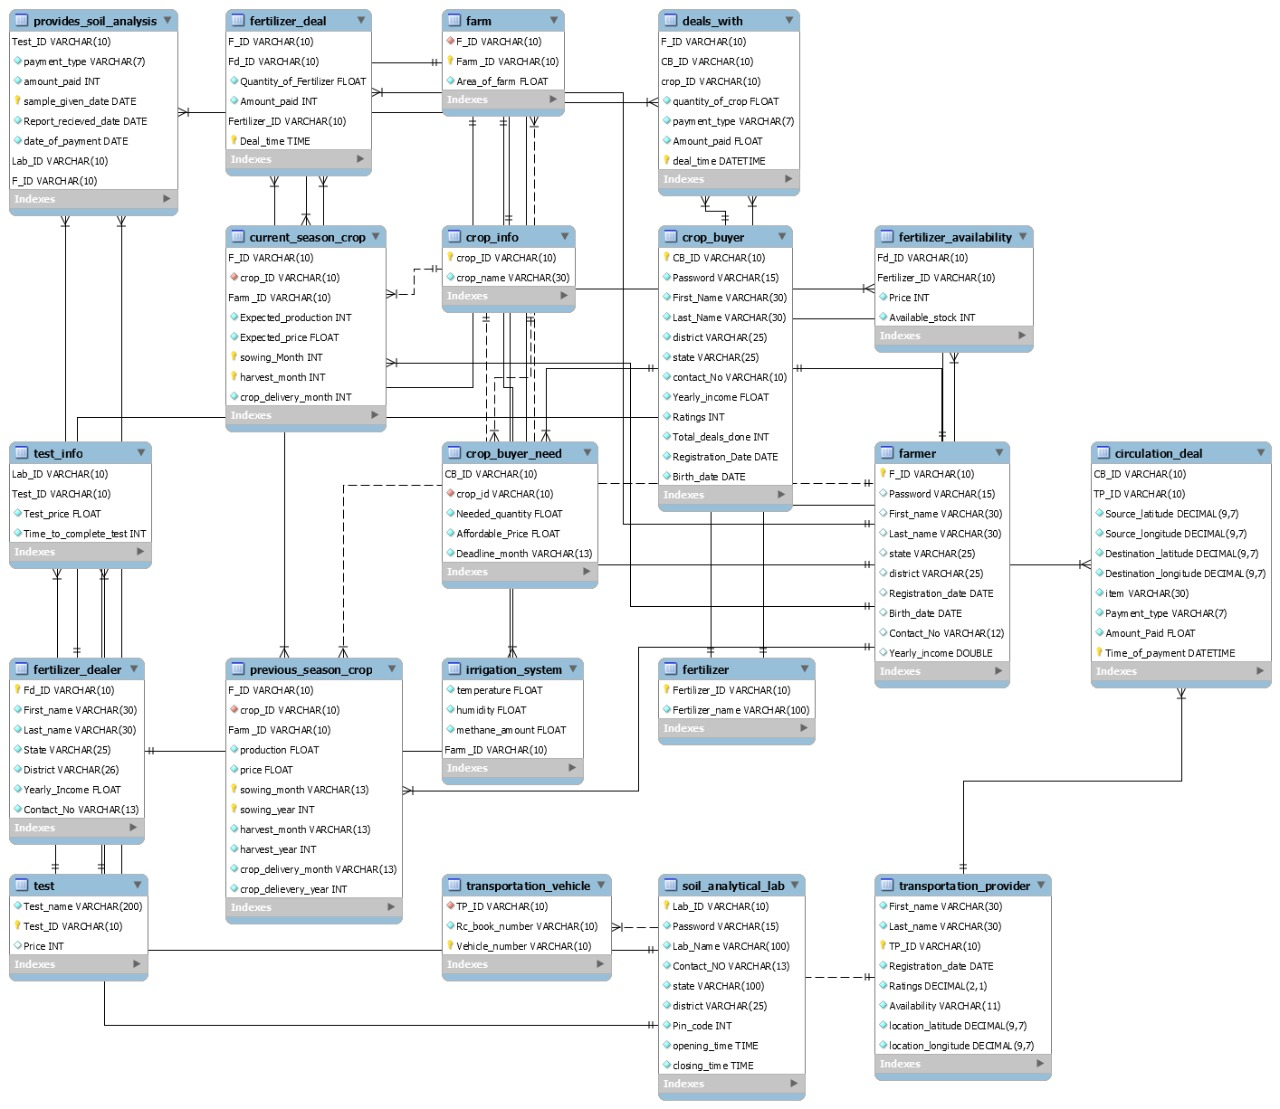 provides_soil_analysis
Test_ID VARCHAR(10)
payment_type VARCHAR(7)
amount_paid INT
sample_given_date DATE
Report_recieved_date DATE
date_of_payment DATE
Lab_ID VARCHAR(10)
F_ID VARCHAR(10)
Indexes
fertilizer_deal
F_ID VARCHAR(10)
Fd_ID VARCHAR(10)
Quantity_of_Fertilizer FLOAT
Amount_paid INT
Fertilizer_ID VARCHAR(10)
Deal_time TIME
Indexes
farm
F_ID VARCHAR(10)
Farm_ID VARCHAR(10)
Area_of_farm FLOAT
Indexes
deals_with
F_ID VARCHAR(10)
CB_ID VARCHAR(10)
crop_ID VARCHAR(10)
quantity_of_crop FLOAT
payment_type VARCHAR(7)
Amount_paid FLOAT
deal_time DATETIME
Indexes
current_season_crop
F_ID VARCHAR(10)
crop_ID VARCHAR(10)
Farm_ID VARCHAR(10)
Expected_production INT
Expected_price FLOAT
sowing_Month INT
harvest_month INT
crop_delivery_month INT
Indexes
crop_info
crop_ID VARCHAR(10)
crop_name VARCHAR(30)
Indexes
crop_buyer
CB_ID VARCHAR(10)
Password VARCHAR(15)
First_Name VARCHAR(30)
Last_Name VARCHAR(30)
district VARCHAR(25)
state VARCHAR(25)
contact_No VARCHAR(10)
Yearly_income FLOAT
Ratings INT
Total_deals_done INT
Registration_Date DATE
Birth_date DATE
Indexes
fertilizer_availability
Fd_ID VARCHAR(10)
Fertilizer_ID VARCHAR(10)
Price INT
Available_stock INT
Indexes
test_info
Lab_ID VARCHAR(10)
Test_ID VARCHAR(10)
Test_price FLOAT
Time_to_complete_test INT
Indexes
crop_buyer_need
CB_ID VARCHAR(10)
crop_id VARCHAR(10)
Needed_quantity FLOAT
Affordable_Price FLOAT
Deadline_month VARCHAR(13)
Indexes
farmer
F_ID VARCHAR(10)
Password VARCHAR(15)
First_name VARCHAR(30)
Last_name VARCHAR(30)
state VARCHAR(25)
district VARCHAR(25)
Registration_date DATE
Birth_date DATE
Contact_No VARCHAR(12)
Yearly_income DOUBLE
Indexes
circulation_deal
CB_ID VARCHAR(10)
TP_ID VARCHAR(10)
Source_latitude DECIMAL(9,7)
Source_longitude DECIMAL(9,7)
Destination_latitude DECIMAL(9,7)
Destination_longitude DECIMAL(9,7)
item VARCHAR(30)
Payment_type VARCHAR(7)
Amount_Paid FLOAT
Time_of_payment DATETIME
Indexes
fertilizer_dealer
Fd_ID VARCHAR(10)
First_name VARCHAR(30)
Last_name VARCHAR(30)
State VARCHAR(25)
District VARCHAR(26)
Yearly_Income FLOAT
Contact_No VARCHAR(13)
Indexes
previous_season_crop
F_ID VARCHAR(10)
crop_ID VARCHAR(10)
Farm_ID VARCHAR(10)
production FLOAT
price FLOAT
sowing_month VARCHAR(13)
sowing_year INT
harvest_month VARCHAR(13)
harvest_year INT
crop_delivery_month VARCHAR(13)
crop_delievery_year INT
Indexes
irrigation_system
temperature FLOAT
humidity FLOAT
methane_amount FLOAT
Farm_ID VARCHAR(10)
Indexes
fertilizer
Fertilizer_ID VARCHAR(10)
Fertilizer_name VARCHAR(100)
Indexes
test
Test_name VARCHAR(200)
Test_ID VARCHAR(10)
Price INT
Indexes
transportation_vehicle
TP_ID VARCHAR(10)
Rc_book_number VARCHAR(10)
Vehicle_number VARCHAR(10)
Indexes
soil_analytical_lab
Lab_ID VARCHAR(10)
Password VARCHAR(15)
Lab_Name VARCHAR(100)
Contact_NO VARCHAR(13)
state VARCHAR(100)
district VARCHAR(25)
Pin_code INT
opening_time TIME
closing_time TIME
Indexes
transportation_provider
First_name VARCHAR(30)
Last_name VARCHAR(30)
TP_ID VARCHAR(10)
Registration_date DATE
Ratings DECIMAL(2,1)
Availability VARCHAR(11)
location_latitude DECIMAL(9,7)
location_longitude DECIMAL(9,7)
Indexes